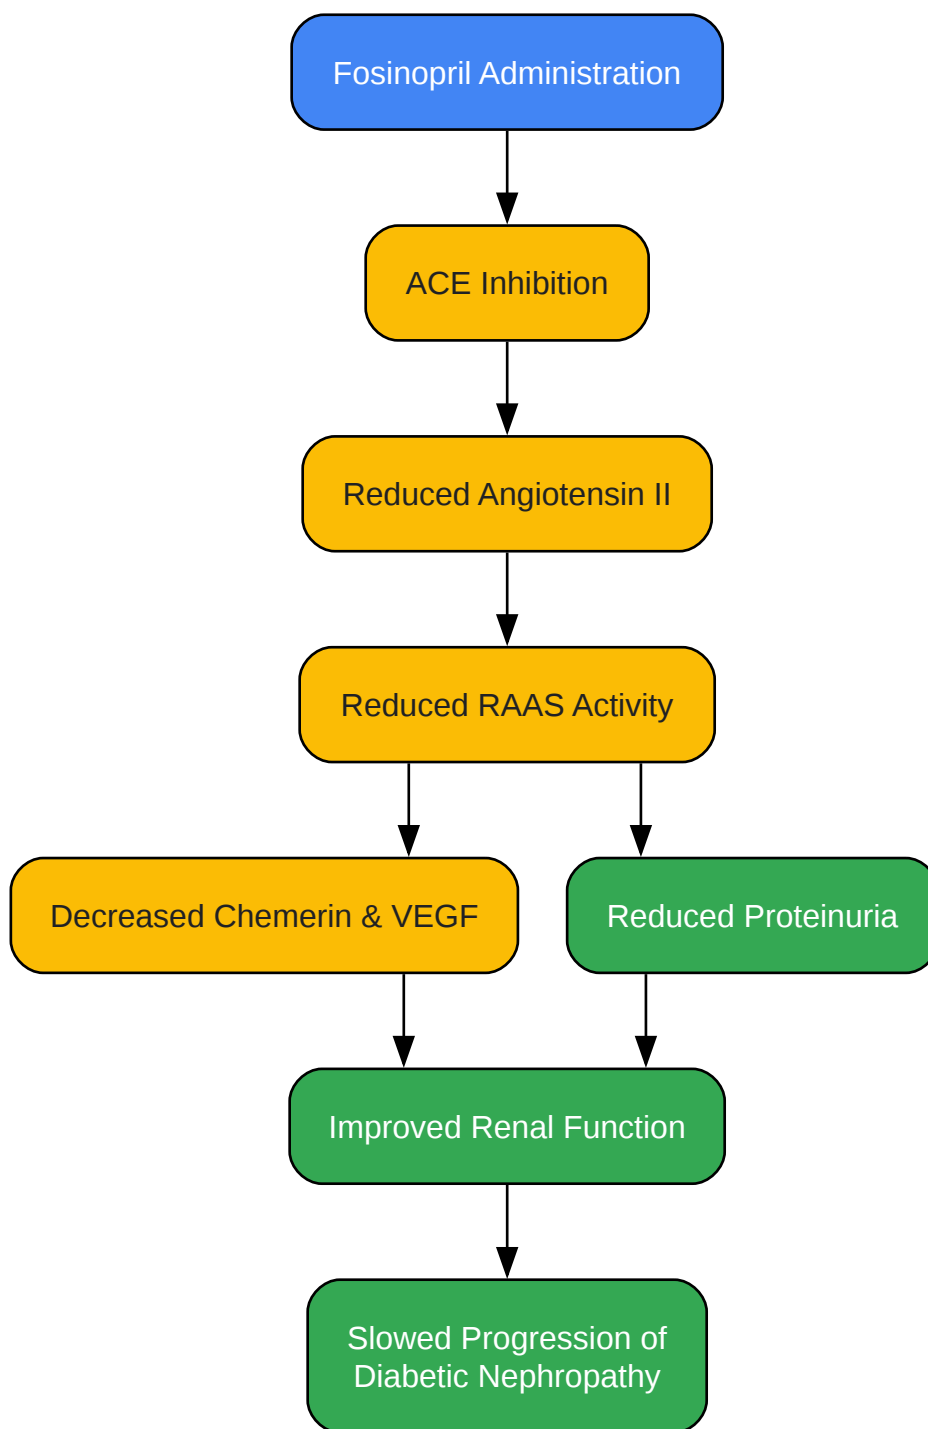 Fosinopril Administration
ACE Inhibition
Reduced Angiotensin II
Reduced RAAS Activity
Decreased Chemerin & VEGF
Reduced Proteinuria
Improved Renal Function
Slowed Progression of
Diabetic Nephropathy